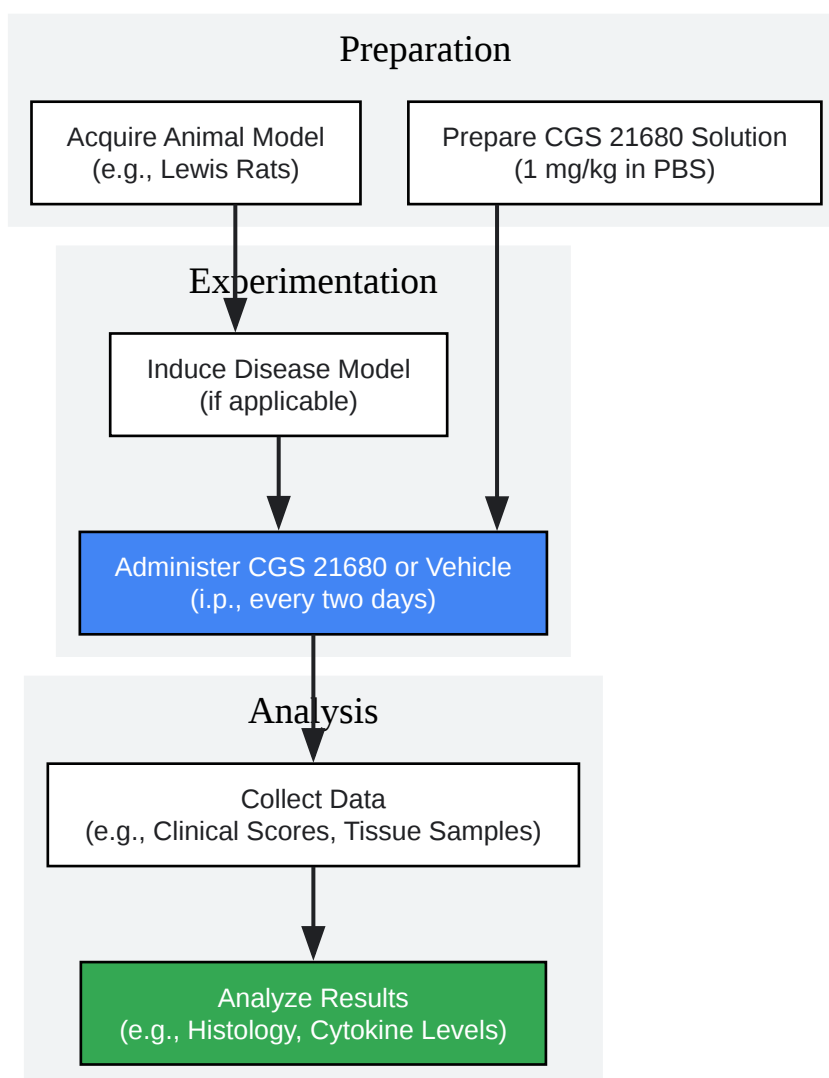 Preparation
Acquire Animal Model
(e.g., Lewis Rats)
Prepare CGS 21680 Solution
(1 mg/kg in PBS)
Experimentation
Induce Disease Model
(if applicable)
Administer CGS 21680 or Vehicle
(i.p., every two days)
Analysis
Collect Data
(e.g., Clinical Scores, Tissue Samples)
Analyze Results
(e.g., Histology, Cytokine Levels)